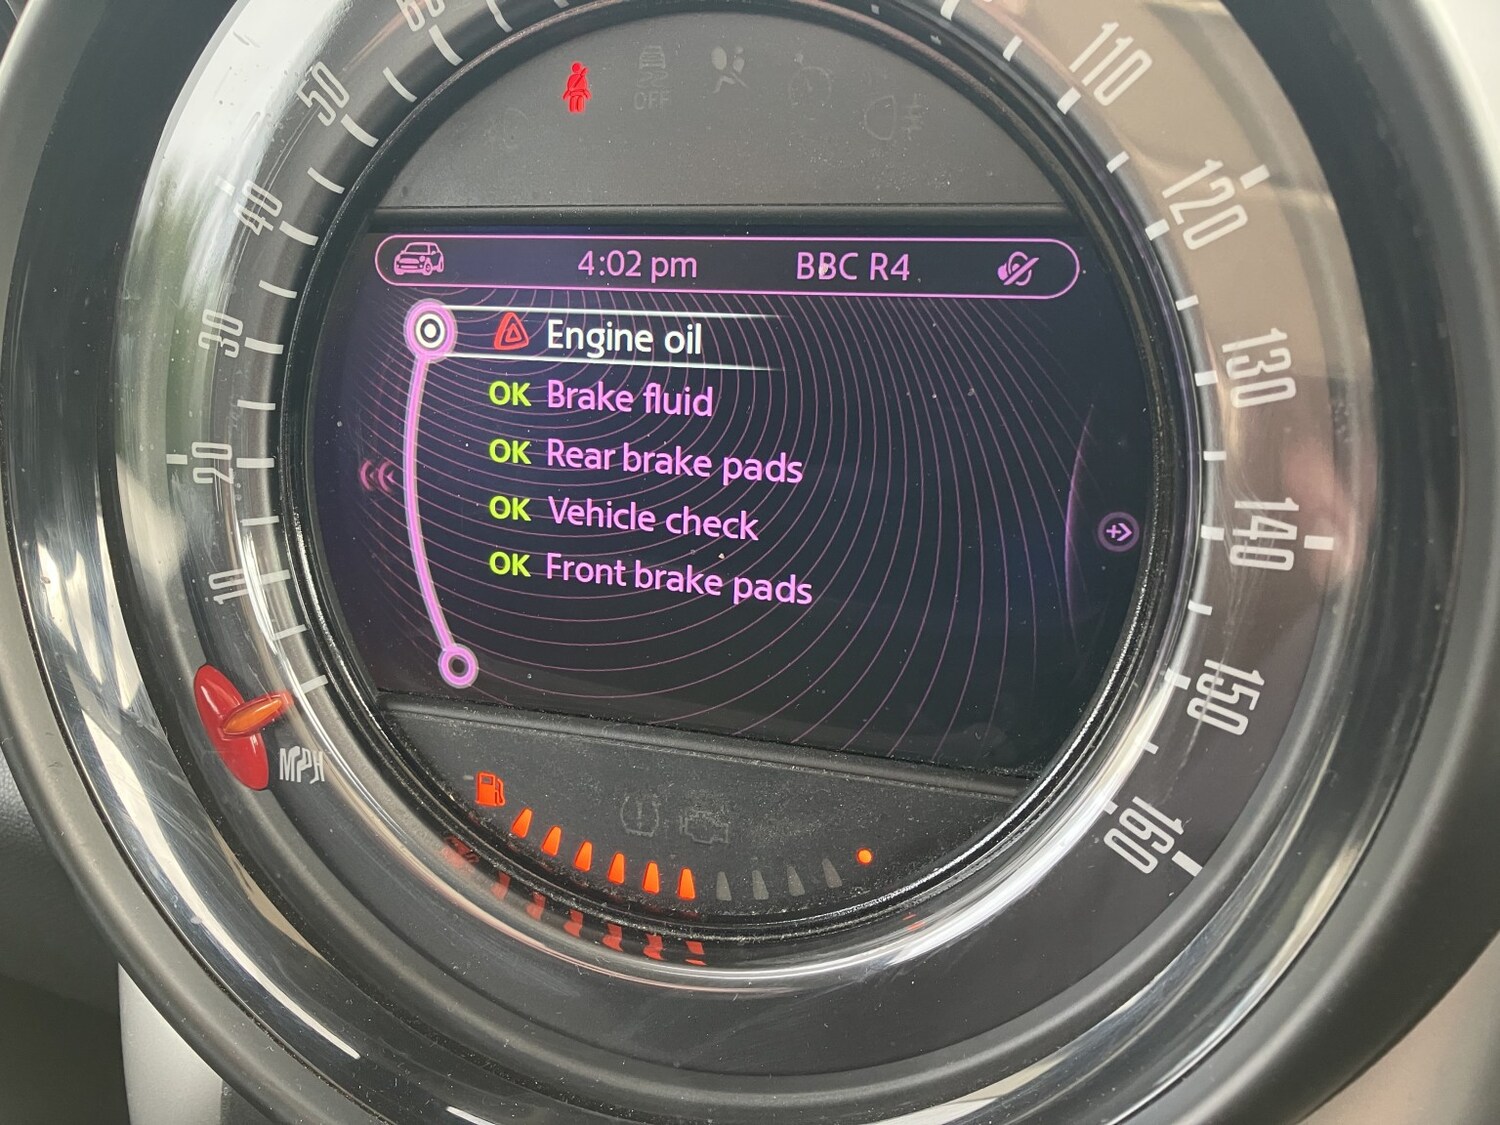 60
50
40
30
20
10
MPH
110
120
130
140
150
160
OFF
4:02 pm BBC R4
Engine oil
OK Brake fluid
OK Rear brake pads
OK Vehicle check
OK Front brake pads